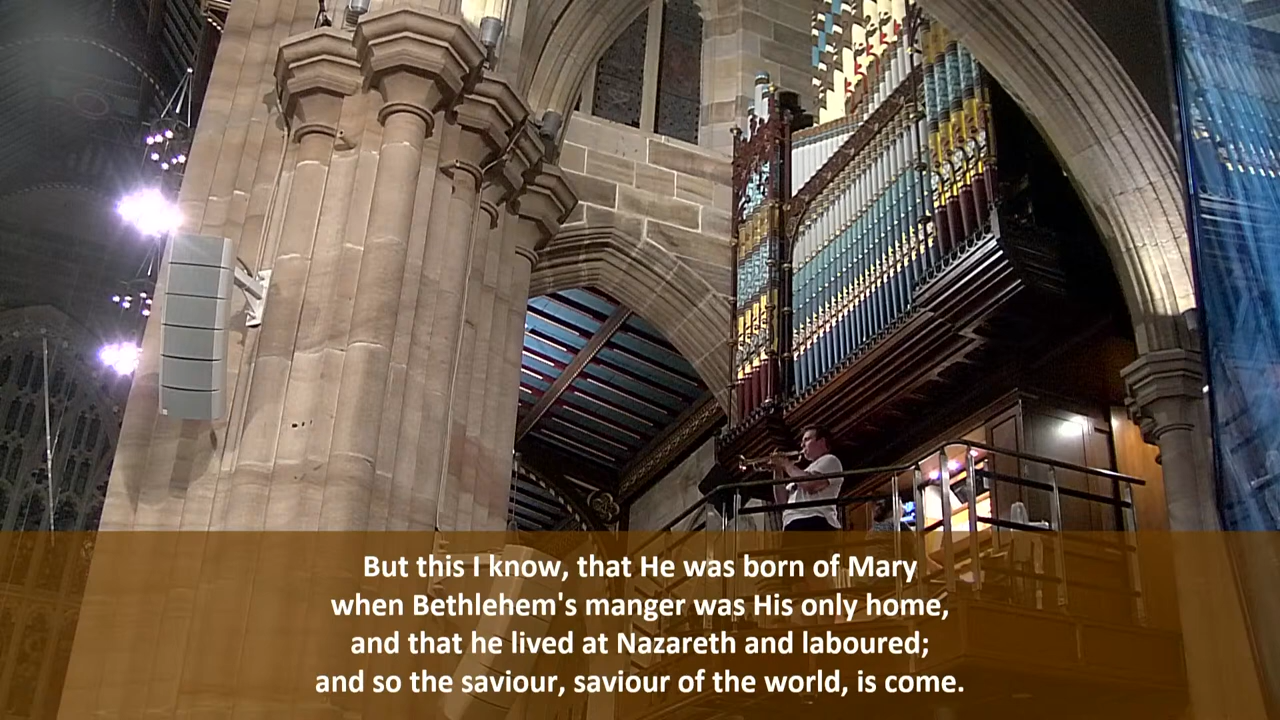 But this I know, that He was born of Mary
when Bethlehem's manger was His only home,
and that he lived at Nazareth and laboured;
and so the saviour, saviour of the world, is come.